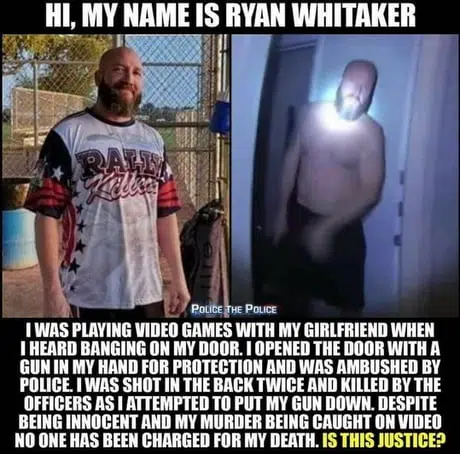 HI, MY NAME IS RYAN WHITAKER
RALLY
Killers
POLICE THE POLICE
I WAS PLAYING VIDEO GAMES WITH MY GIRLFRIEND WHEN
I HEARD BANGING ON MY DOOR. I OPENED THE DOOR WITH A
GUN IN MY HAND FOR PROTECTION AND WAS AMBUSHED BY
POLICE. I WAS SHOT IN THE BACK TWICE AND KILLED BY THE
OFFICERS AS I ATTEMPTED TO PUT MY GUN DOWN. DESPITE
BEING INNOCENT AND MY MURDER BEING CAUGHT ON VIDEO
NO ONE HAS BEEN CHARGED FOR MY DEATH. IS THIS JUSTICE?